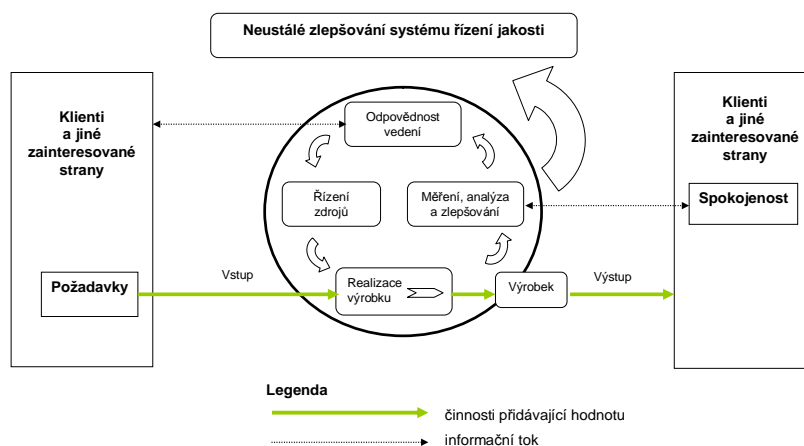 Neustálé zlepšování systému řízení jakosti
Klienti
a jiné
zainteresované
strany
Požadavky
Vstup
Odpovědnost
vedení
Řízení
zdrojů
Měření, analýza
a zlepšování
Realizace
výrobku
Výrobek
Výstup
Klienti
a jiné
zainteresované
strany
Spokojenost
Legenda
činnosti přidávající hodnotu
informační tok